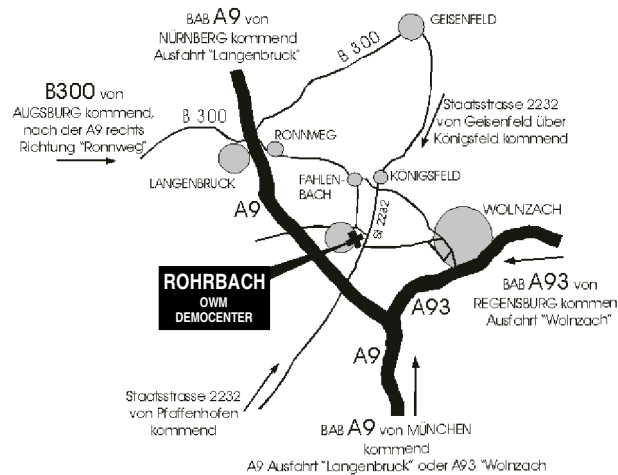 BAB A9 von
NÜRNBERG kommend
Ausfahrt "Langenbruck"
GEISENFELD
B 300
B300 von
AUGSBURG kommend,
nach der A9 rechts
Richtung "Ronnweg"
B 300
Staatsstrasse 2232
von Geisenfeld über
Königsfeld kommend
RONNWEG
LANGENBRUCK
FAHLEN-
BACH
KÖNIGSFELD
St 2232
WOLNZACH
A9
ROHRBACH
OWM
DEMOCENTER
A93
BAB A93 von
REGENSBURG kommen
Ausfahrt "Wolnzach"
A9
Staatsstrasse 2232
von Pfaffenhofen
kommend
BAB A9 von MÜNCHEN
kommend
A9 Ausfahrt "Langenbruck" oder A93 "Wolnzach